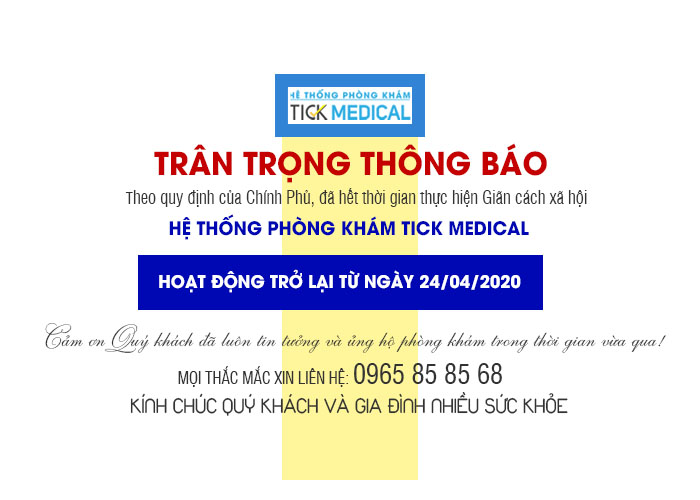 HỆ THỐNG PHÒNG KHÁM
TICK MEDICAL
TRÂN TRỌNG THÔNG BÁO
Theo quy định của Chính Phủ, đã hết thời gian thực hiện Giãn cách xã hội
HỆ THỐNG PHÒNG KHÁM TICK MEDICAL
HOẠT ĐỘNG TRỞ LẠI TỪ NGÀY 24/04/2020
Cảm ơn Quý khách đã luôn tin tưởng và ủng hộ phòng khám trong thời gian vừa qua!
MỌI THẮC MẮC XIN LIÊN HỆ: 0965 85 85 68
KÍNH CHÚC QUÝ KHÁCH VÀ GIA ĐÌNH NHIỀU SỨC KHỎE